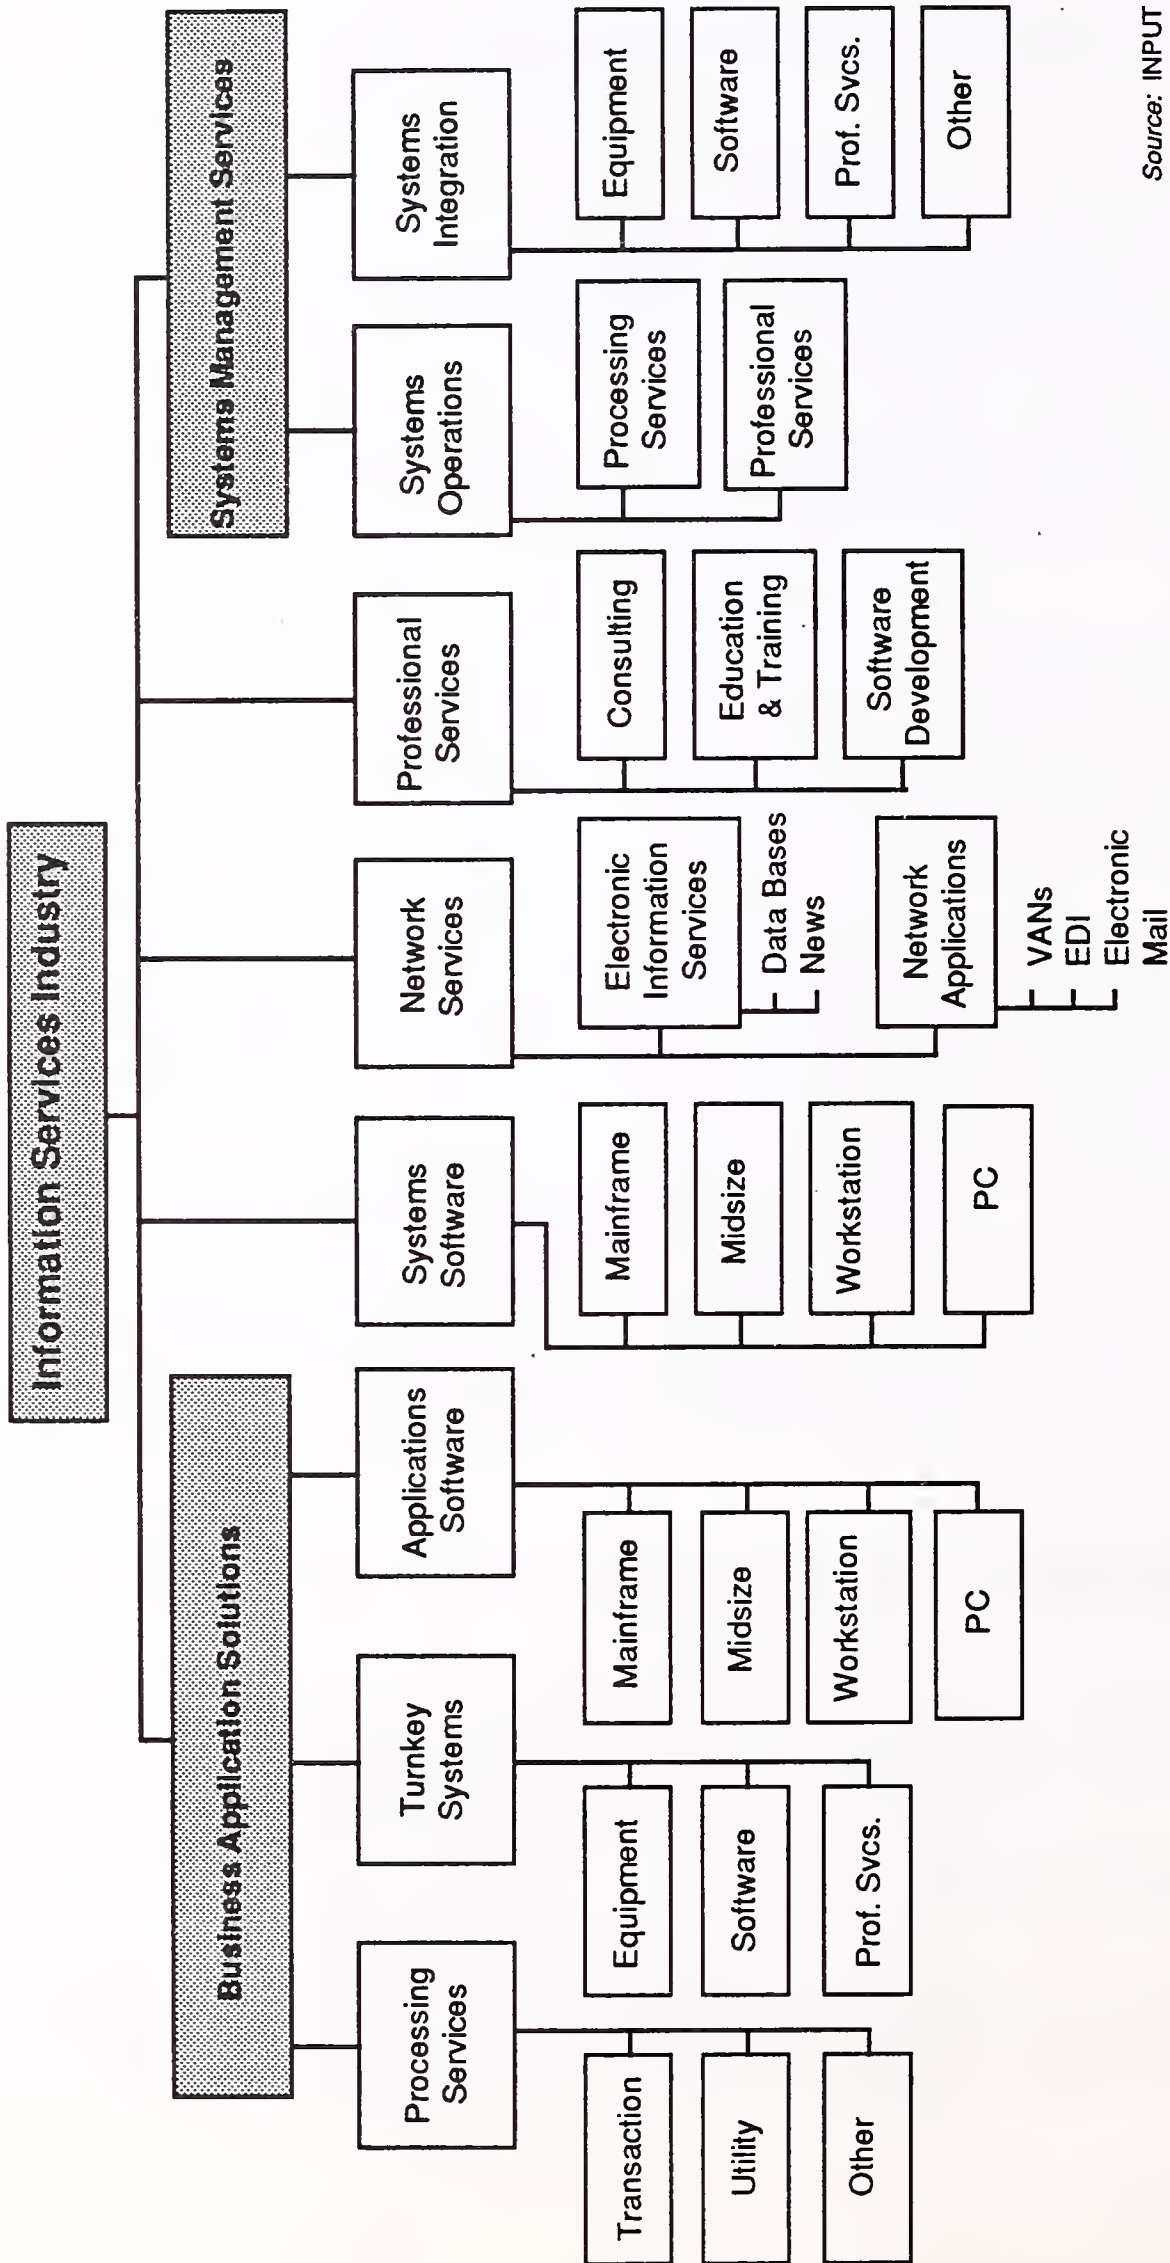 Information Services Industry
Business Application Solutions
Systems Management Services
Processing
Services
Turnkey
Systems
Applications
Software
Systems
Software
Network
Services
Professional
Services
Systems
Operations
Systems
Integration
Transaction
Utility
Other
Equipment
Software
Prof. Svcs.
Mainframe
Midsize
Workstation
PC
Mainframe
Midsize
Workstation
PC
Electronic
Information
Services
Data Bases
News
Network
Applications
VANs
EDI
Electronic
Mail
Consulting
Education
& Training
Software
Development
Processing
Services
Professional
Services
Equipment
Software
Prof. Svcs.
Other
Source: INPUT